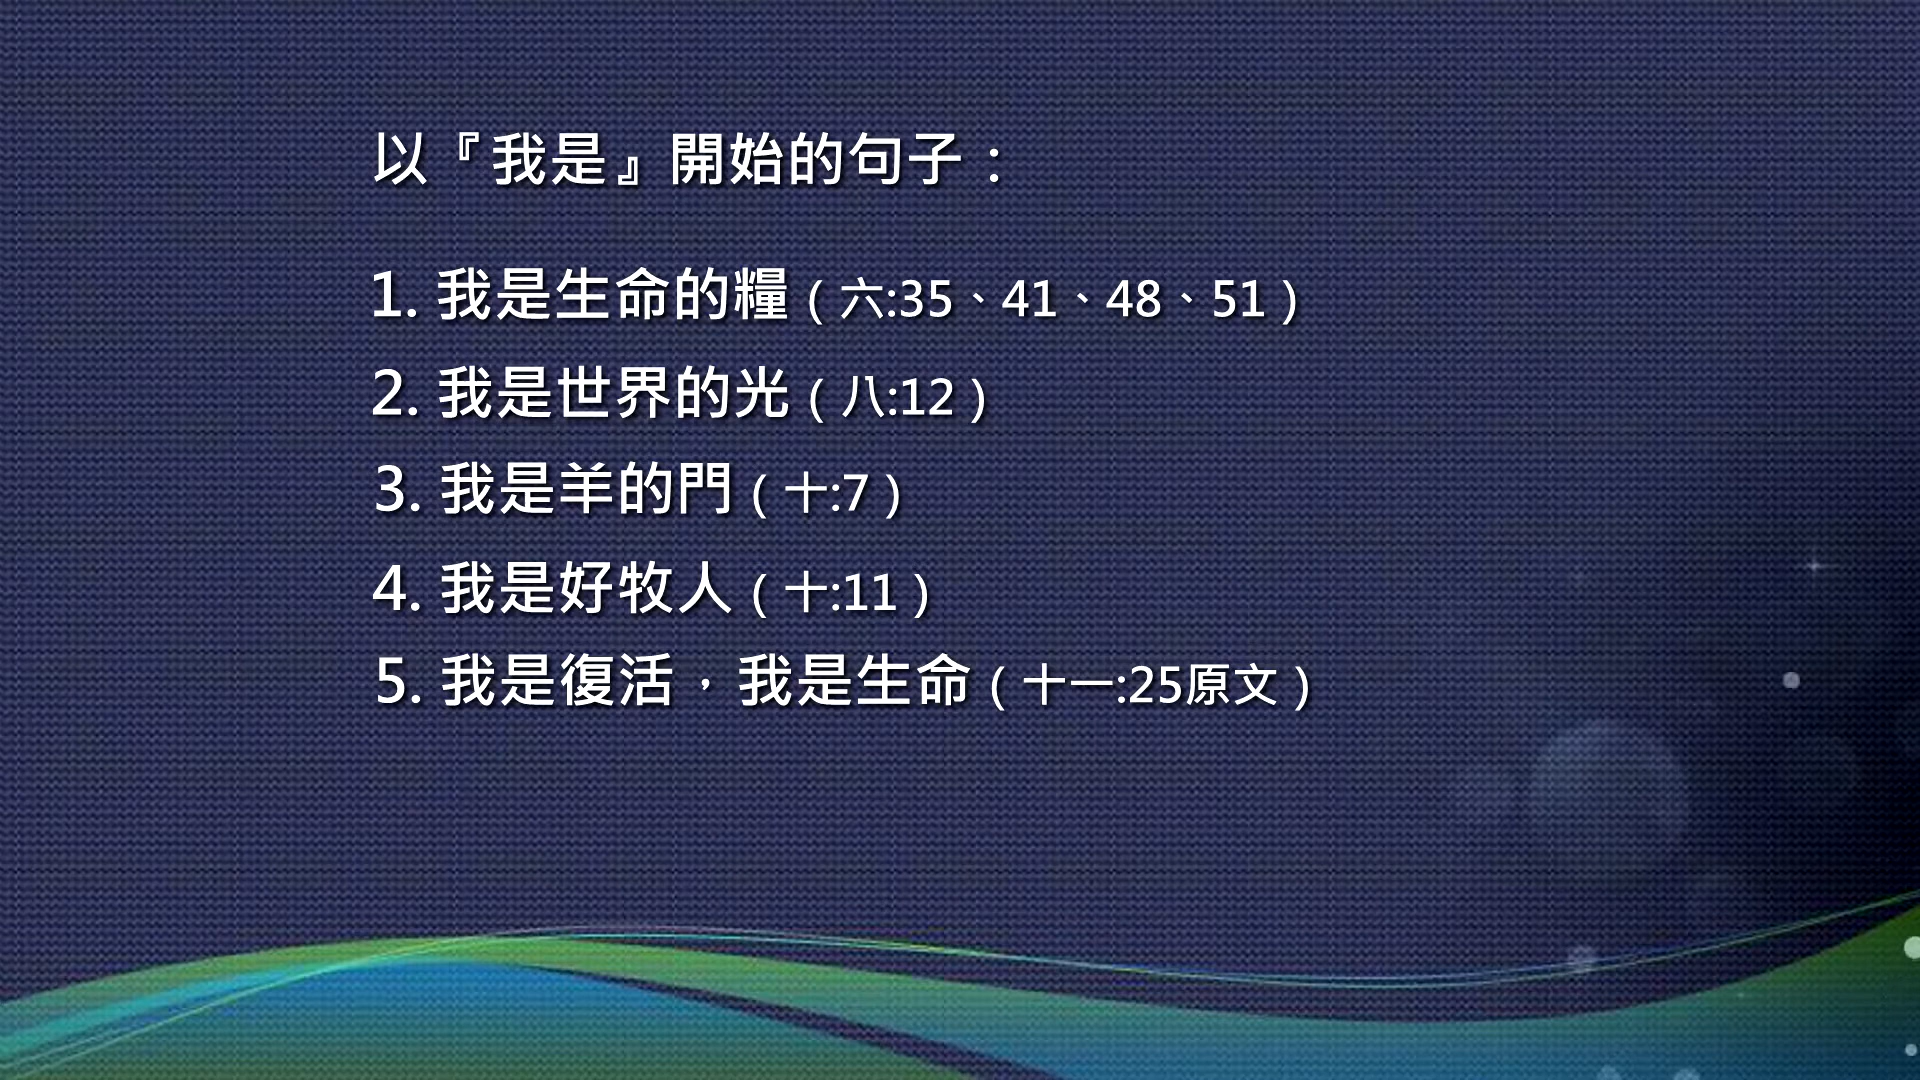 以『我是』開始的句子：
1. 我是生命的糧（六:35、41、48、51）
2. 我是世界的光（八:12）
3. 我是羊的門（十:7）
4. 我是好牧人（十:11）
5. 我是復活，我是生命（十一:25原文）